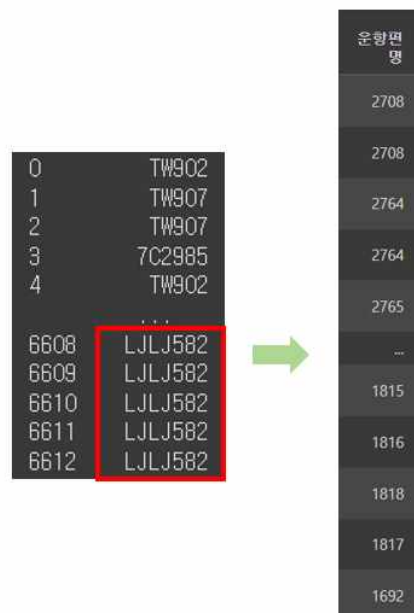 0 TW902
1 TW907
2 TW907
3 7C2985
4 TW902
...
6608 LJLJ582
6609 LJLJ582
6610 LJLJ582
6611 LJLJ582
6612 LJLJ582
운항편
명
2708
2708
2764
2764
2765
...
1815
1816
1818
1817
1692